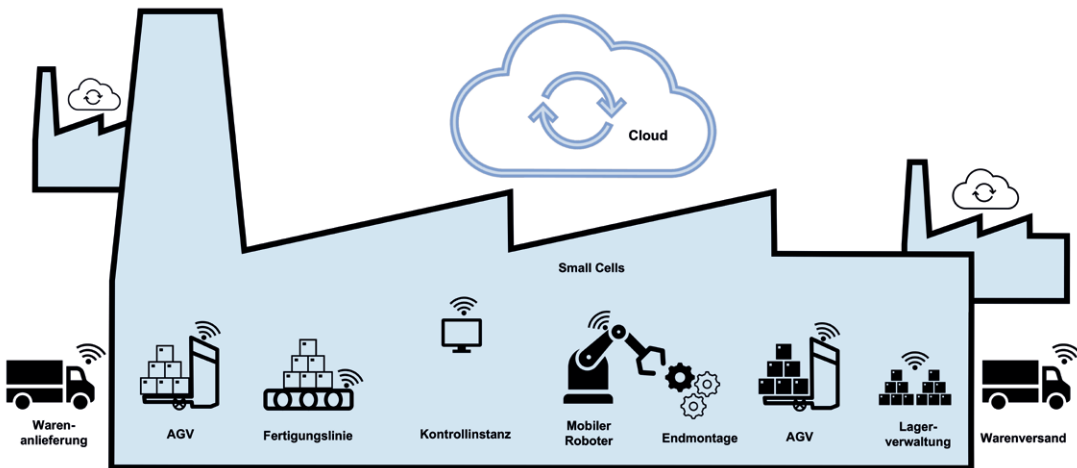 Cloud
Small Cells
Waren-
anlieferung
AGV
Fertigungslinie
Kontrollinstanz
Mobiler
Roboter
Endmontage
AGV
Lager-
verwaltung
Warenversand